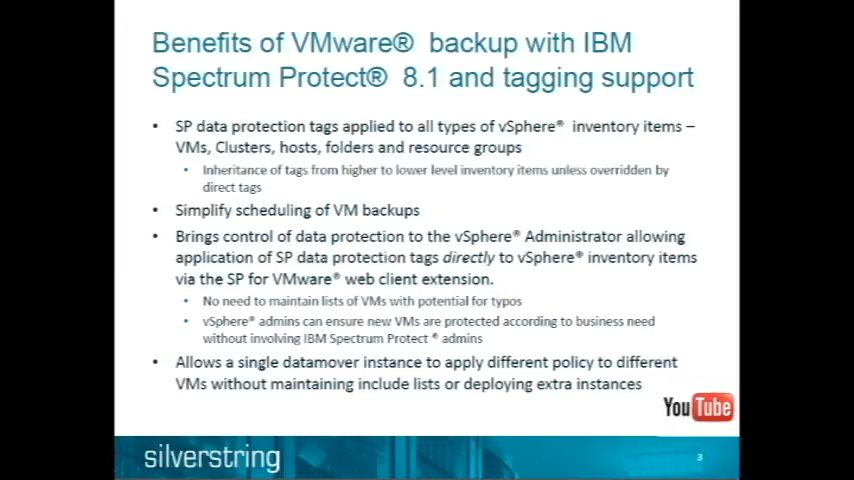 Benefits of VMware® backup with IBM
Spectrum Protect® 8.1 and tagging support
• SP data protection tags applied to all types of vSphere® inventory items –
VMs, Clusters, hosts, folders and resource groups
• Inheritance of tags from higher to lower level inventory items unless overridden by
direct tags
• Simplify scheduling of VM backups
• Brings control of data protection to the vSphere® Administrator allowing
application of SP data protection tags directly to vSphere® inventory items
via the SP for VMware® web client extension.
• No need to maintain lists of VMs with potential for typos
• vSphere® admins can ensure new VMs are protected according to business need
without involving IBM Spectrum Protect ® admins
• Allows a single datamover instance to apply different policy to different
VMs without maintaining include lists or deploying extra instances
YouTube
silverstring
3